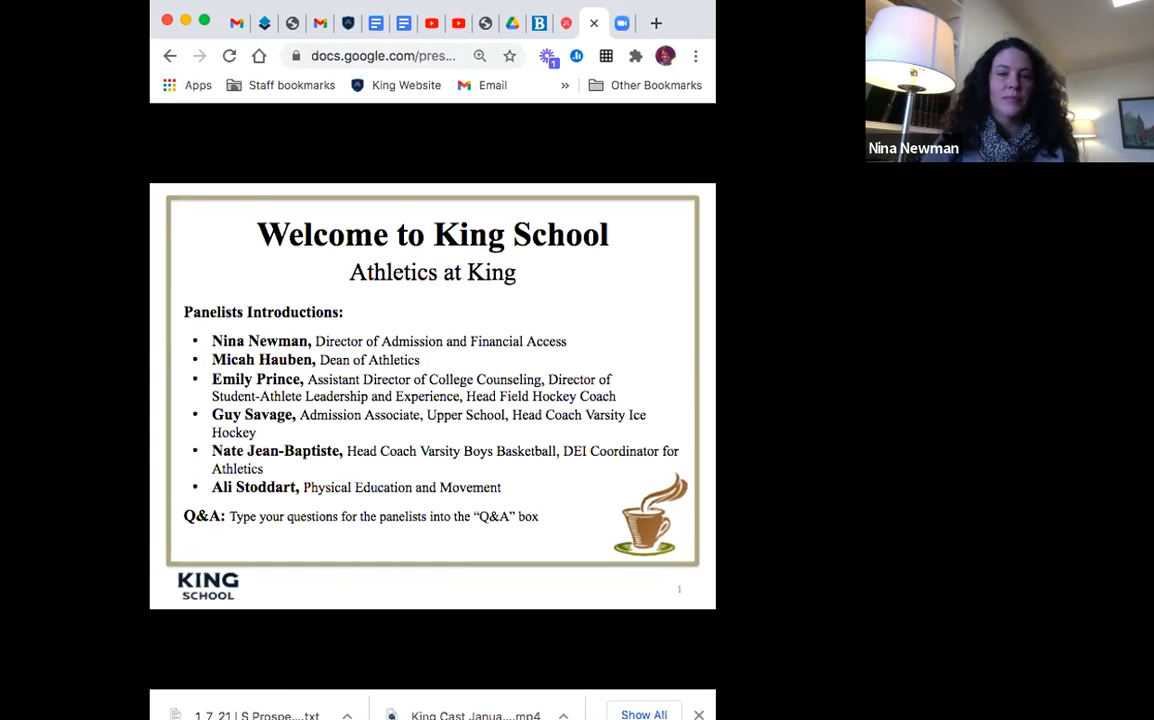 docs.google.com/pres...
1
Apps
Staff bookmarks
King Website
Email
»
Other Bookmarks
Nina Newman
Welcome to King School
Athletics at King
Panelists Introductions:
• Nina Newman, Director of Admission and Financial Access
• Micah Hauben, Dean of Athletics
• Emily Prince, Assistant Director of College Counseling, Director of
Student-Athlete Leadership and Experience, Head Field Hockey Coach
• Guy Savage, Admission Associate, Upper School, Head Coach Varsity Ice
Hockey
• Nate Jean-Baptiste, Head Coach Varsity Boys Basketball, DEI Coordinator for
Athletics
• Ali Stoddart, Physical Education and Movement
Q&A: Type your questions for the panelists into the “Q&A” box
KING
SCHOOL
1
1_7_21 | S Prospe....txt
King Cast Janua....mp4
Show All